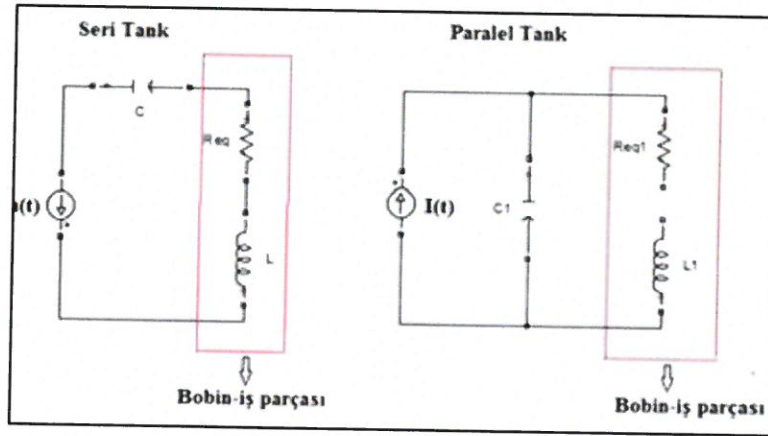 Seri Tank
Paralel Tank
C
Req
(t)
L
Bobin-iş parçası
I(t)
C1
Req1
L1
Bobin-iş parçası